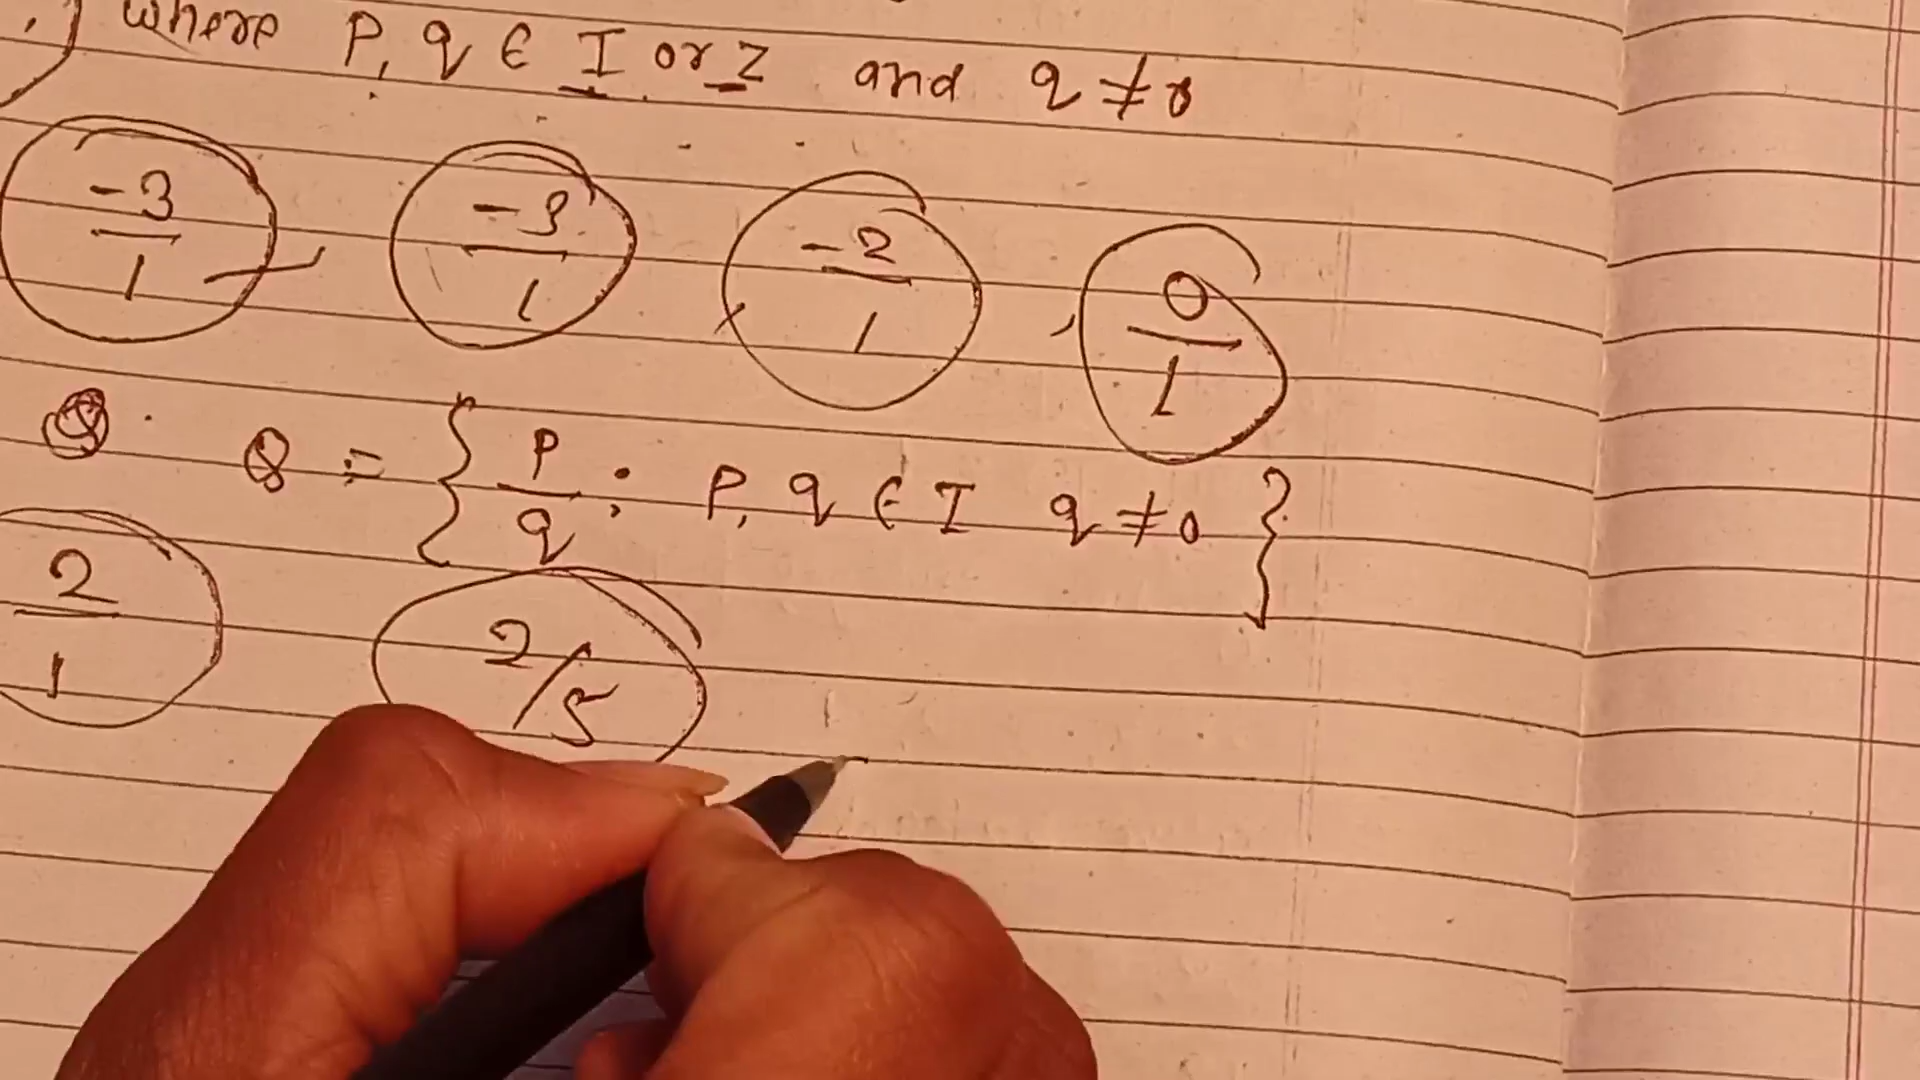 , where P, q ∈ I or Z and q ≠ 0
-3/1 -3/1 , -2/1 , 0/1
Q = { P/q : P, q ∈ I q ≠ 0 }
2/1 2/5